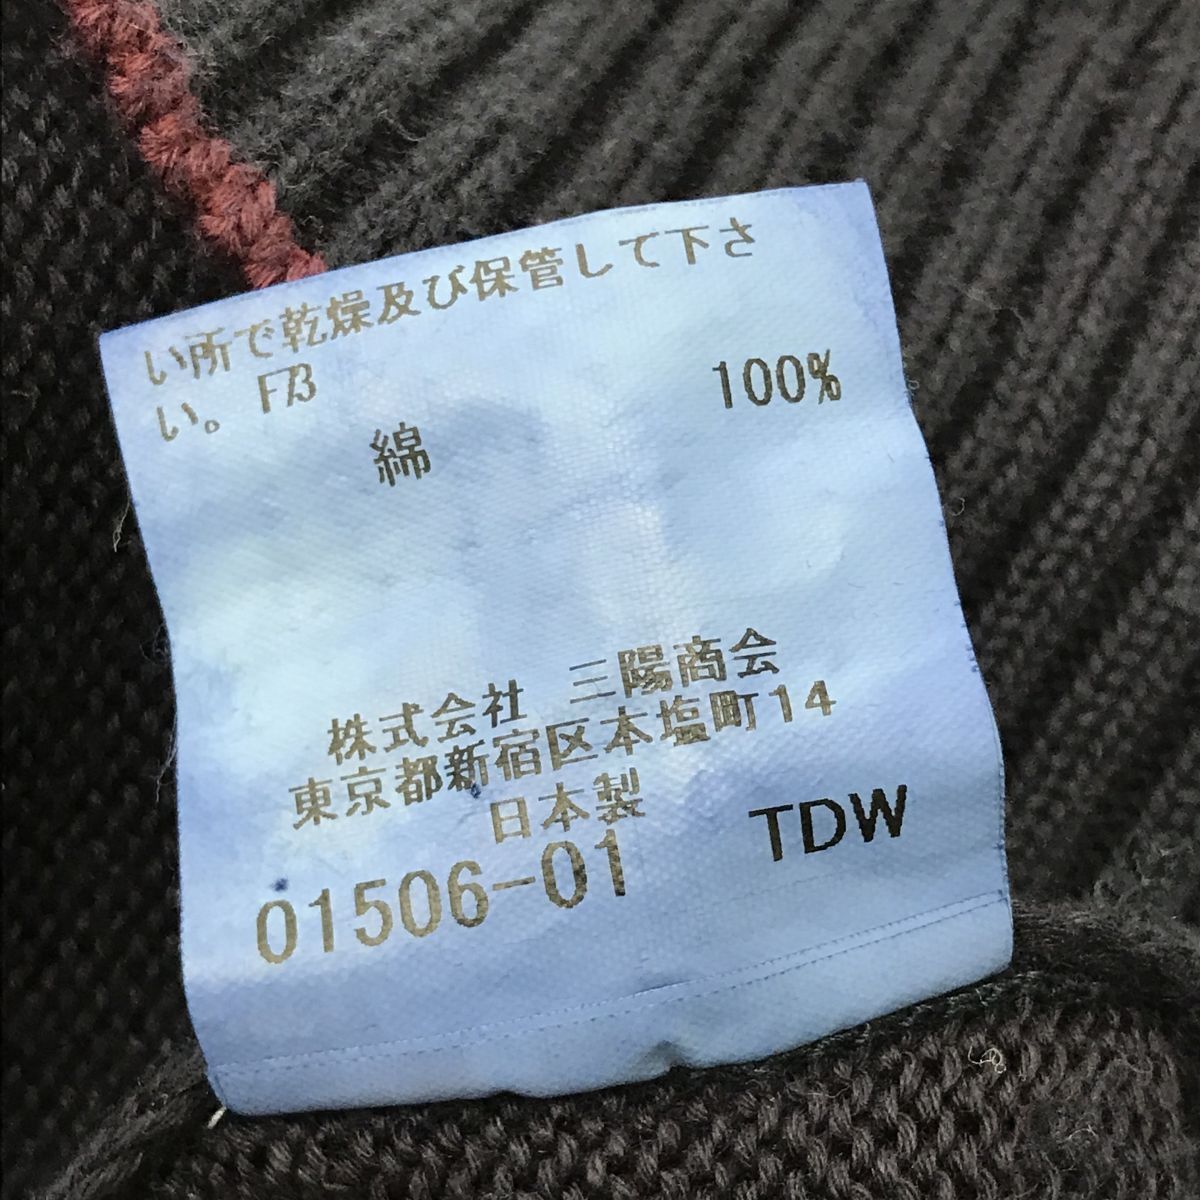 い所で乾燥及び保管して下さ
い。 F73
綿 100%
株式会社 三陽商会
東京都新宿区本塩町14
日本製
01506-01 TDW